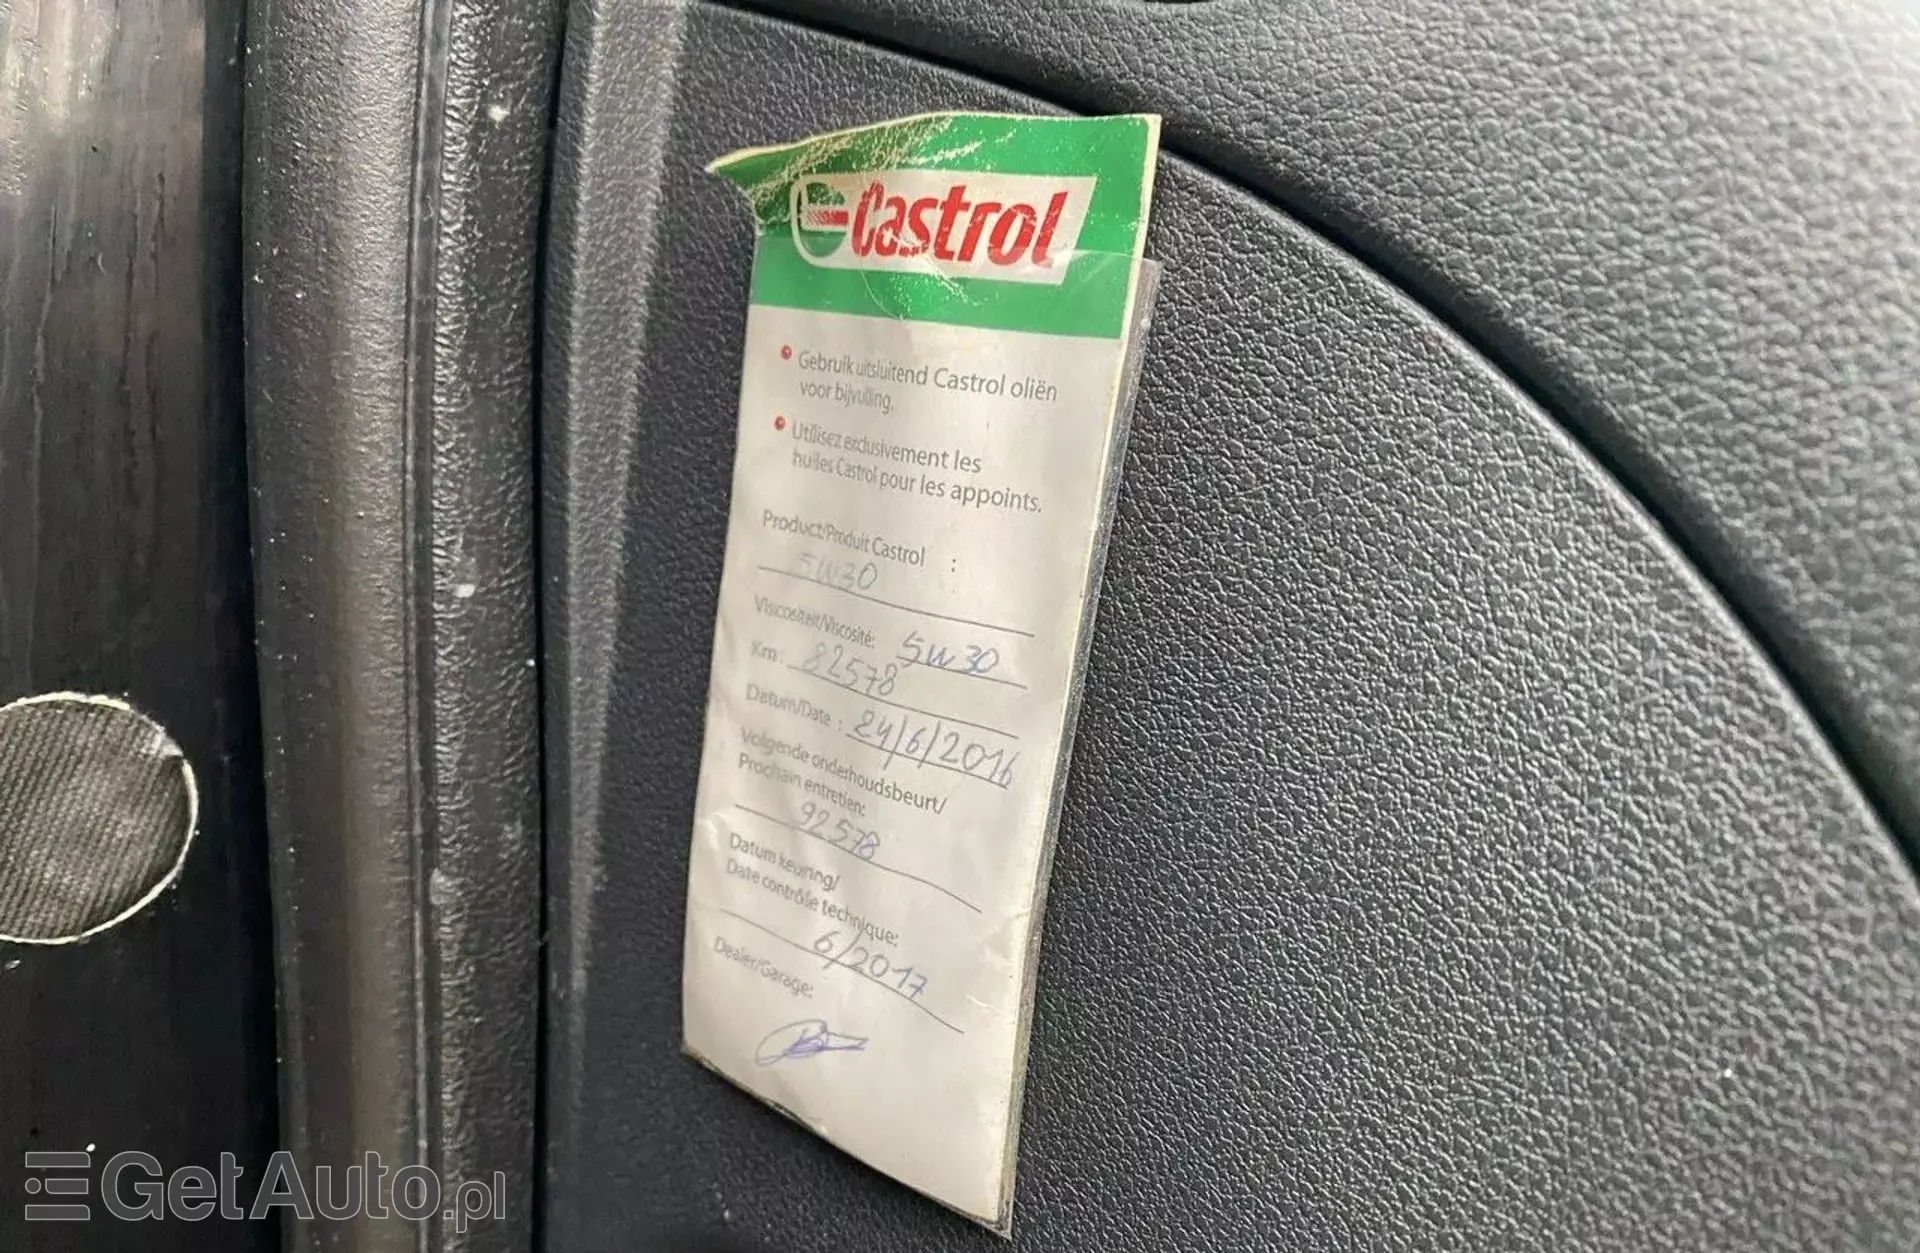 Castrol
Gebruik uitsluitend Castrol oliën
voor bijvulling.
Utilisez exclusivement les
huiles Castrol pour les appoints.
Product/Produit Castrol :
5W30
Viscositeit/Viscosité: 5W30
Km: 82578
Datum/Date : 24/6/2016
Volgende onderhoudsbeurt/
Prochain entretien:
92578
Datum keuring/
Date contrôle technique:
6/2017
Dealer/Garage:
GetAuto.pl